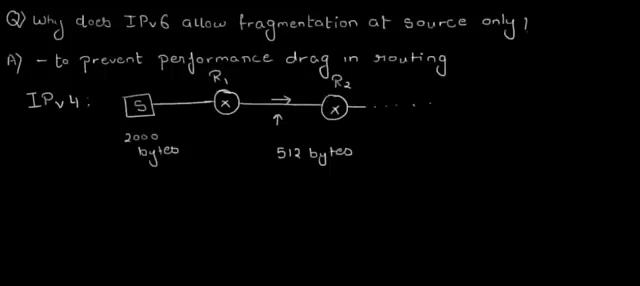 Q) Why does IPv6 allow fragmentation at source only?
A) - to prevent performance drag in routing
R1 R2
IPv4: S x x ......
2000 bytes 512 bytes